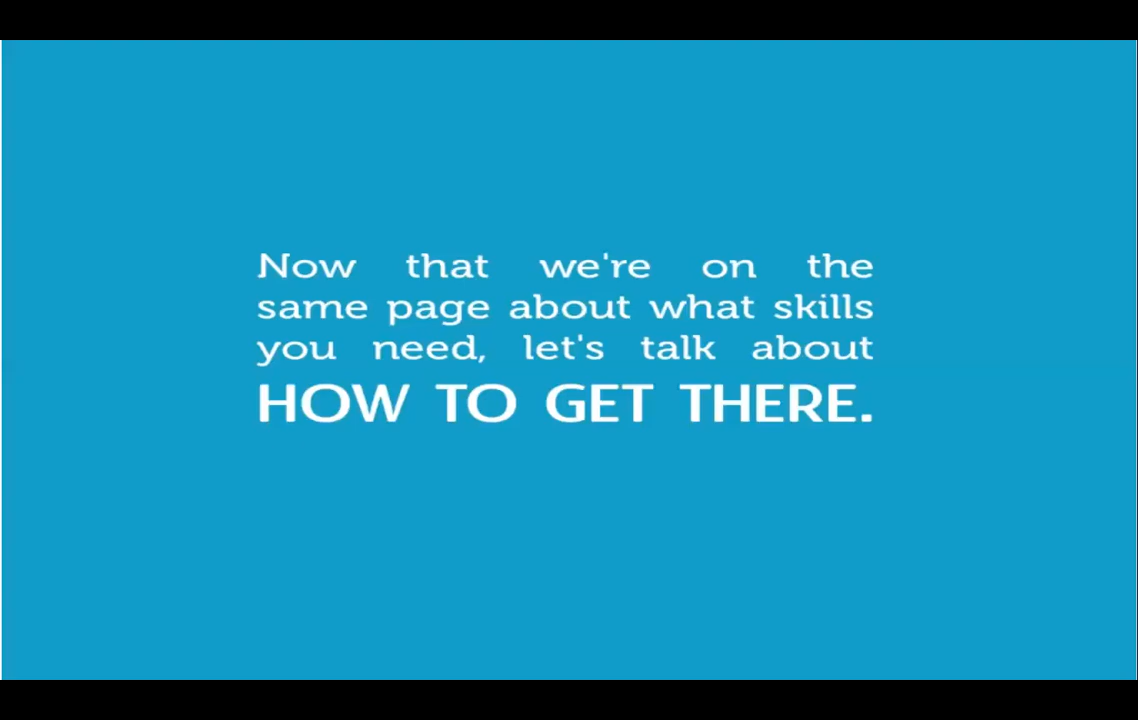 Now that we're on the
same page about what skills
you need, let's talk about
HOW TO GET THERE.